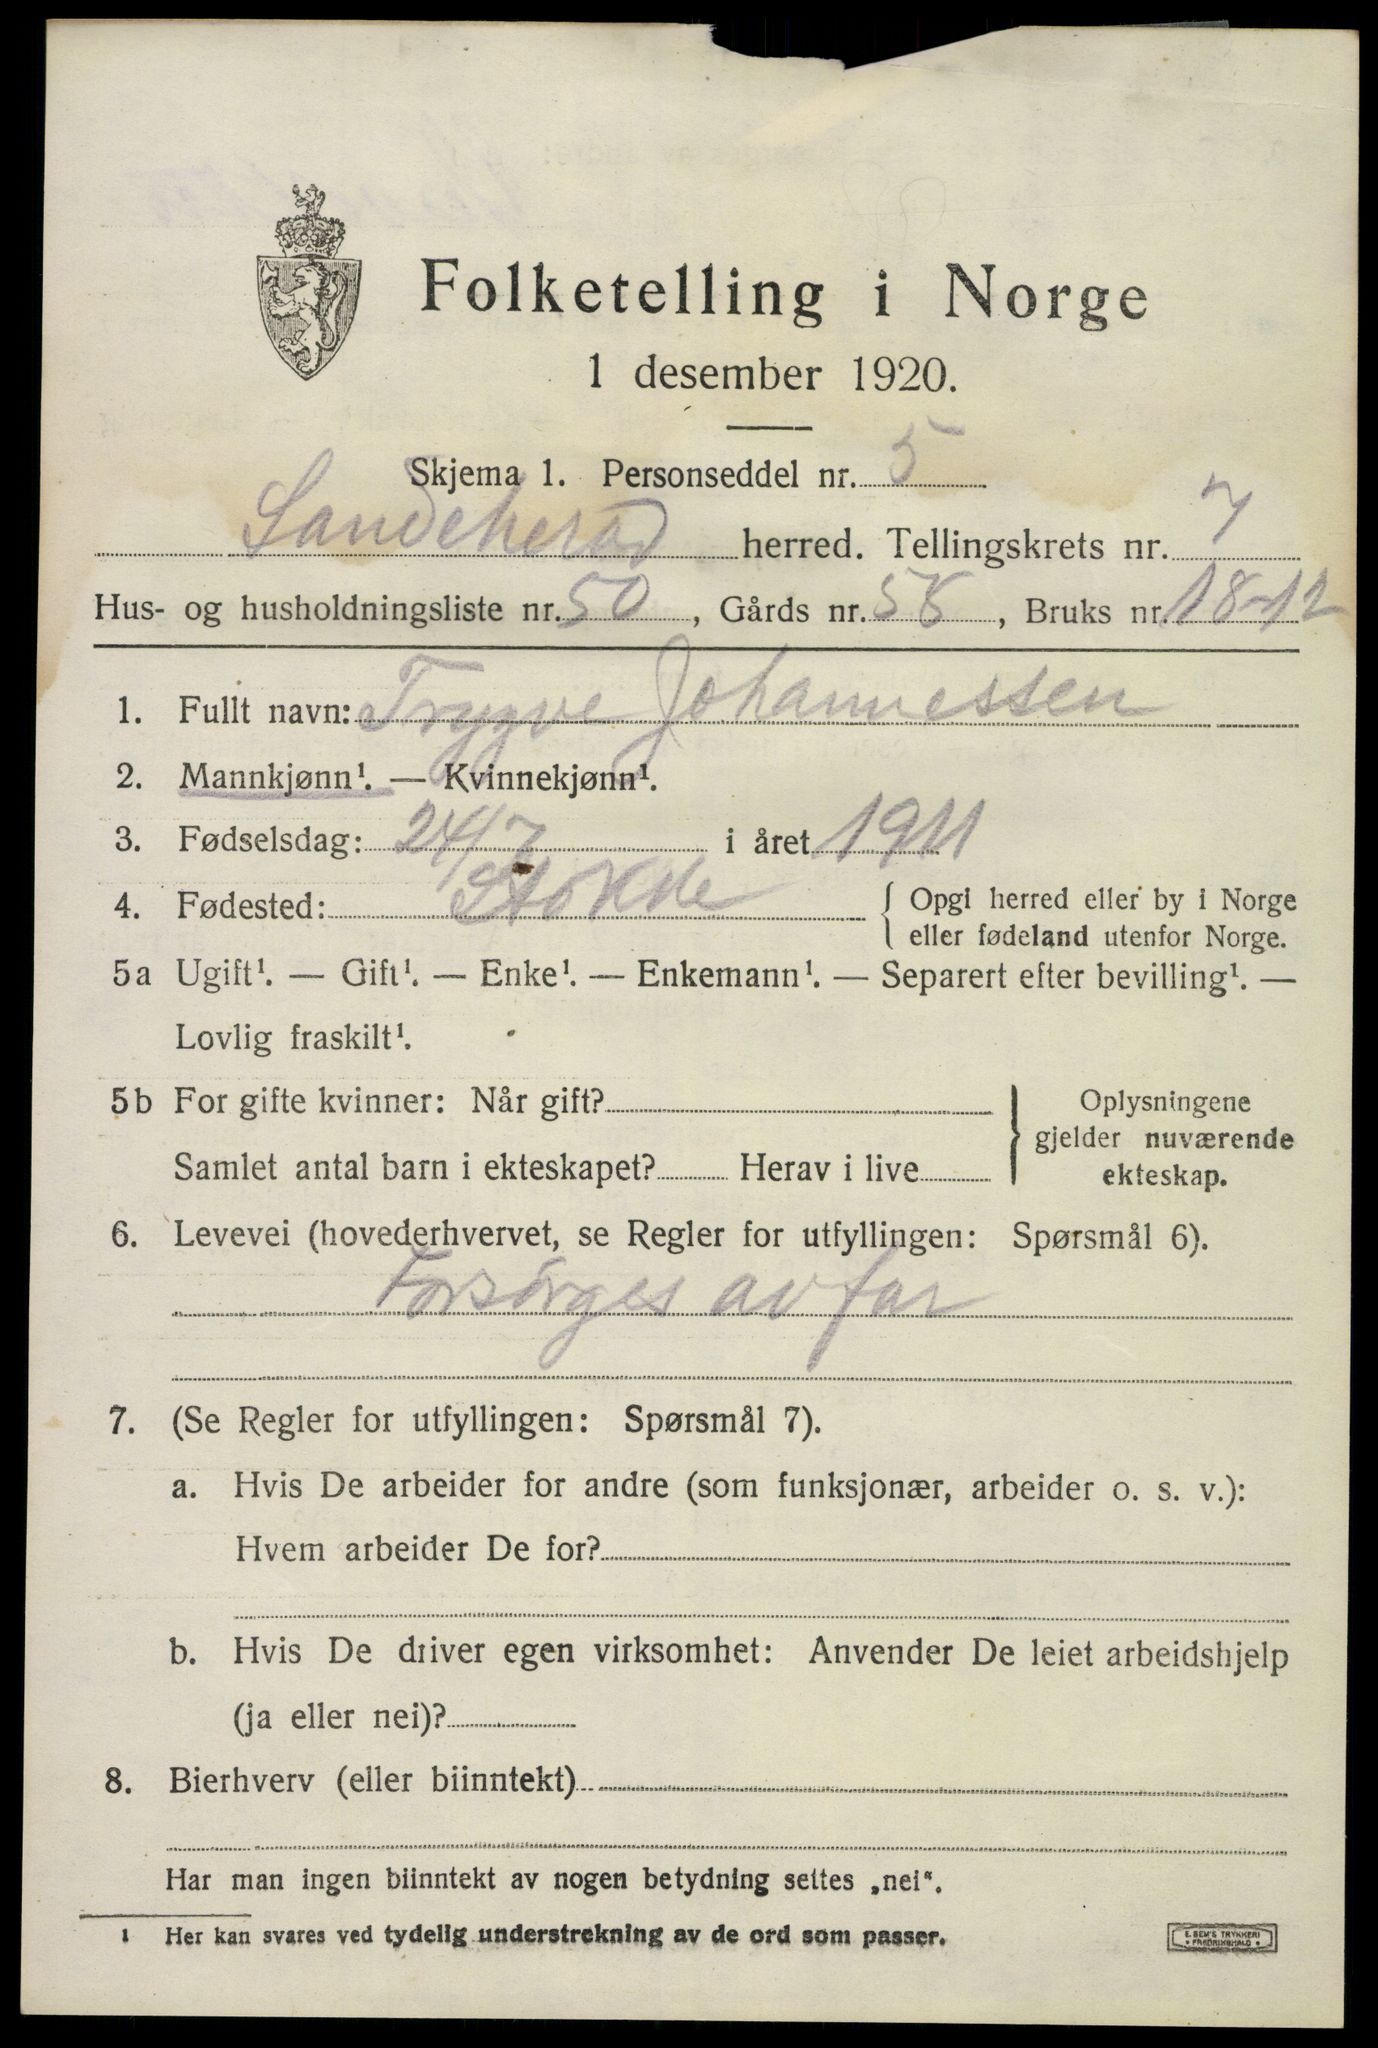 Folketelling i Norge
1 desember 1920.
Skjema 1. Personseddel nr. 5
Sandeherad herred. Tellingskrets nr. 7
Hus- og husholdningsliste nr. 50, Gårds nr. 58, Bruks nr. 18-12
1. Fullt navn: Trygve Johannessen
2. Mannkjønn¹. — Kvinnekjønn¹.
3. Fødselsdag: 24/7 i året 1911
4. Fødested: Stokke { Opgi herred eller by i Norge
eller fødeland utenfor Norge.
5a Ugift¹. — Gift¹. — Enke¹. — Enkemann¹. — Separert efter bevilling¹. —
Lovlig fraskilt¹.
5b For gifte kvinner: Når gift? } Oplysningene
gjelder nuværende
Samlet antal barn i ekteskapet? Herav i live ekteskap.
6. Levevei (hovederhvervet, se Regler for utfyllingen: Spørsmål 6).
Forsørges av far
7. (Se Regler for utfyllingen: Spørsmål 7).
a. Hvis De arbeider for andre (som funksjonær, arbeider o. s. v.):
Hvem arbeider De for?
b. Hvis De driver egen virksomhet: Anvender De leiet arbeidshjelp
(ja eller nei)?
8. Bierhverv (eller biinntekt)
Har man ingen biinntekt av nogen betydning settes „nei“.
1 Her kan svares ved tydelig understrekning av de ord som passer.
E. SEM'S TRYKKERI
FREDRIKSHALD